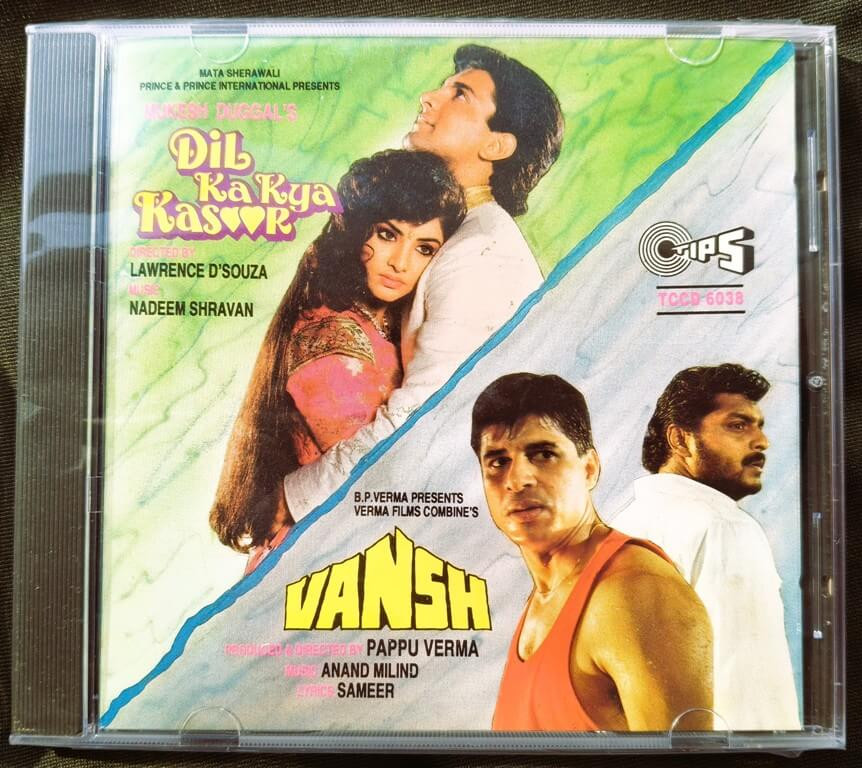 MATA SHERAWALI
PRINCE & PRINCE INTERNATIONAL PRESENTS
MUKESH DUGGAL'S
DIL
KA KYA
KASOOR
DIRECTED BY
LAWRENCE D'SOUZA
MUSIC
NADEEM SHRAVAN
TIPS
TCCD 6038
B.P.VERMA PRESENTS
VERMA FILMS COMBINE'S
VANSH
PRODUCED & DIRECTED BY PAPPU VERMA
MUSIC ANAND MILIND
LYRICS SAMEER